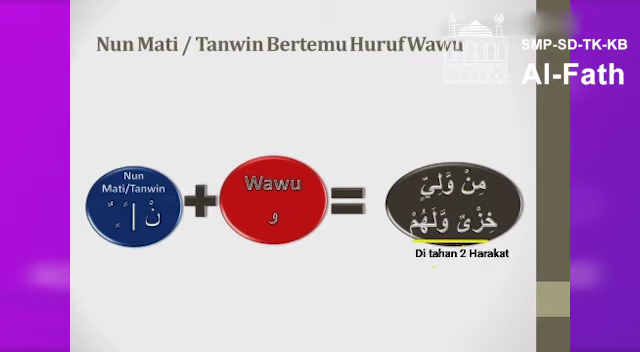 Nun Mati / Tanwin Bertemu Huruf Wawu
SMP-SD-TK-KB
Al-Fath
Nun
Mati/Tanwin
نْ | ـًـ ـٍـ ـٌـ
+
Wawu
و
=
مِنْ وَّلِيٍّ
خِزْىٌ وَّلَهُمْ
Di tahan 2 Harakat